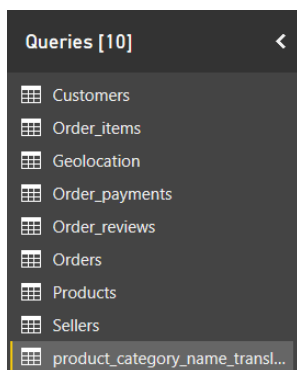 Queries [10]
Customers
Order_items
Geolocation
Order_payments
Order_reviews
Orders
Products
Sellers
product_category_name_transl...